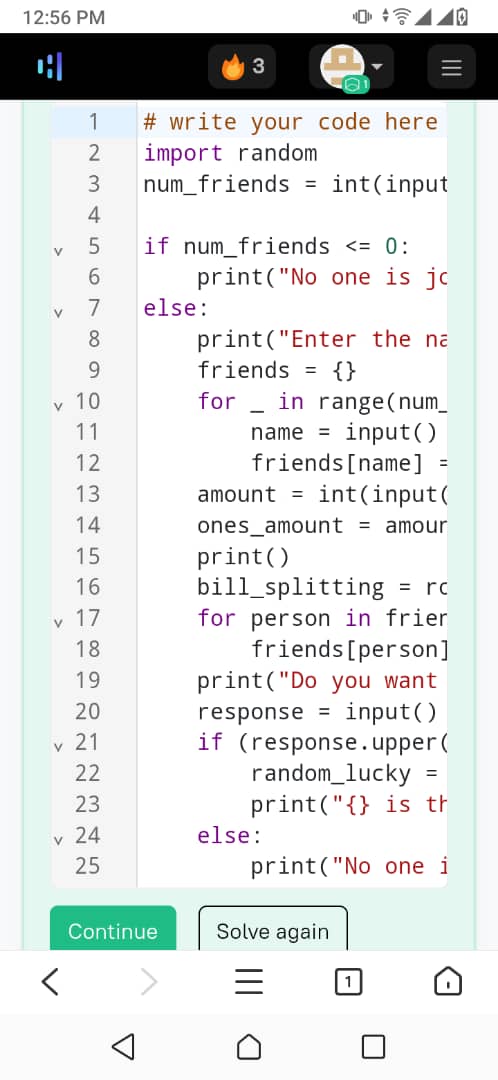 12:56 PM
3
1
1 # write your code here
2 import random
3 num_friends = int(input
4
5 if num_friends <= 0:
6 print("No one is jo
7 else:
8 print("Enter the na
9 friends = {}
10 for _ in range(num_
11 name = input()
12 friends[name] =
13 amount = int(input(
14 ones_amount = amoun
15 print()
16 bill_splitting = ro
17 for person in frien
18 friends[person]
19 print("Do you want
20 response = input()
21 if (response.upper(
22 random_lucky =
23 print("{} is th
24 else:
25 print("No one i
Continue
Solve again
1